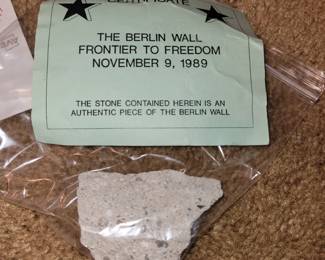 CERTIFICATE
THE BERLIN WALL
FRONTIER TO FREEDOM
NOVEMBER 9, 1989
THE STONE CONTAINED HEREIN IS AN
AUTHENTIC PIECE OF THE BERLIN WALL